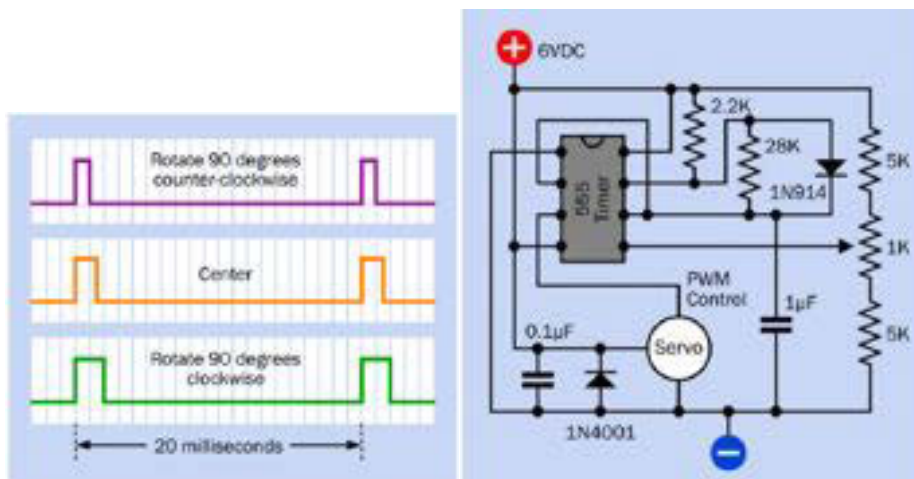 Rotate 90 degrees
counter-clockwise
Center
Rotate 90 degrees
clockwise
20 milliseconds
+
6VDC
2.2K
28K
5K
1N914
555
Timer
1K
PWM
Control
1µF
0.1µF
Servo
5K
1N4001
−